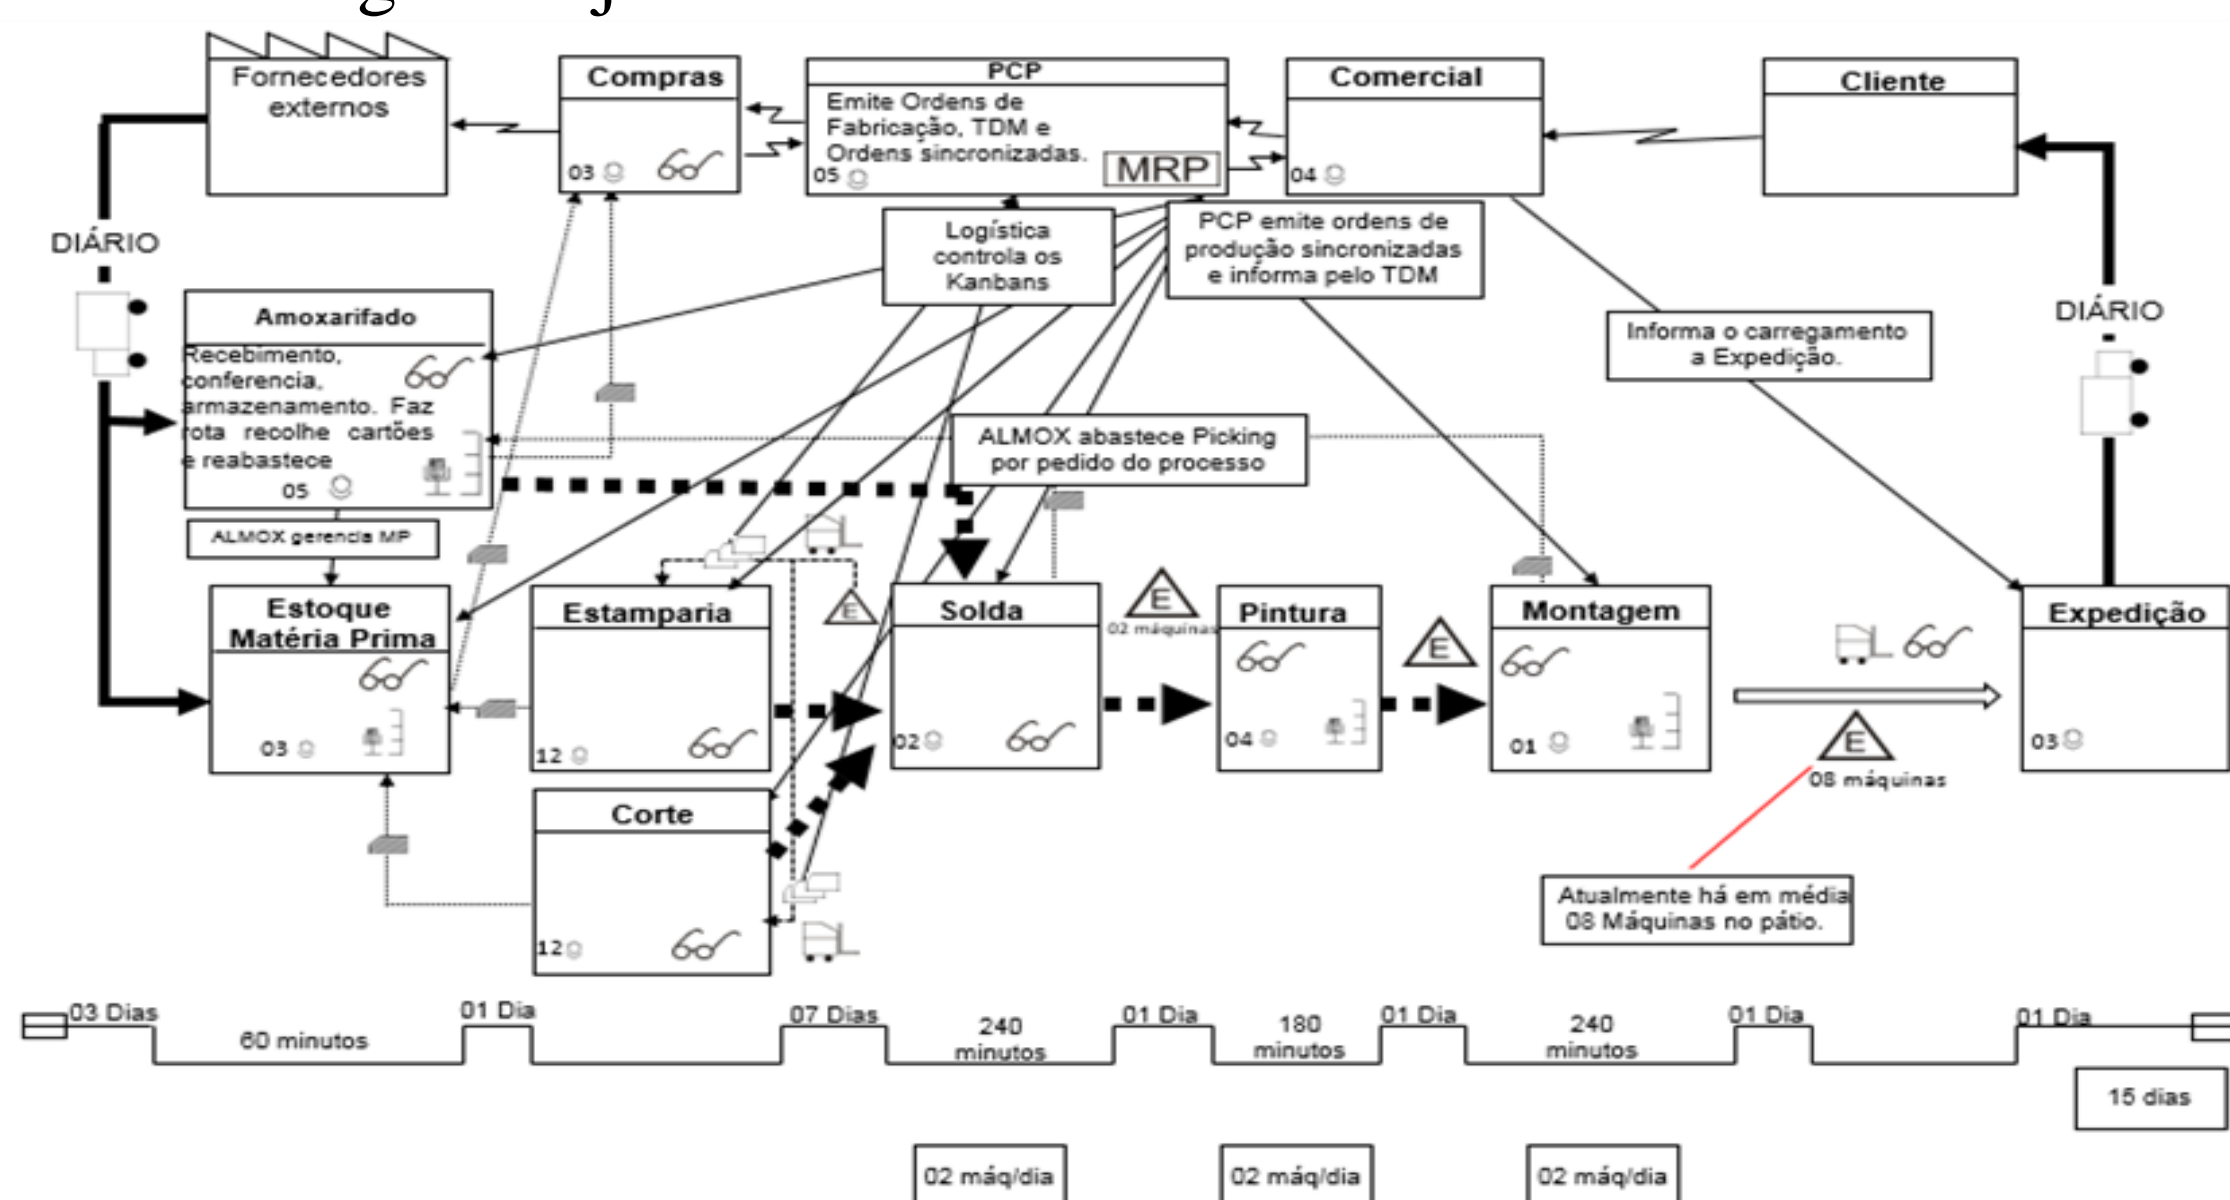 Fornecedores
externos
Compras
03
PCP
Emite Ordens de
Fabricação, TDM e
Ordens sincronizadas.
05
MRP
Comercial
04
Cliente
DIÁRIO
Logística
controla os
Kanbans
PCP emite ordens de
produção sincronizadas
e informa pelo TDM
Informa o carregamento
a Expedição.
DIÁRIO
Amoxarifado
Recebimento,
conferencia,
armazenamento. Faz
rota recolhe cartões
e reabastece
05
ALMOX gerencia MP
ALMOX abastece Picking
por pedido do processo
Estoque
Matéria Prima
03
Estamparia
12
E
Solda
02
E
02 máquinas
Pintura
04
E
Montagem
01
E
08 máquinas
Expedição
03
Corte
12
Atualmente há em média
08 Máquinas no pátio.
03 Dias
60 minutos
01 Dia
07 Dias
240
minutos
01 Dia
180
minutos
01 Dia
240
minutos
01 Dia
01 Dia
15 dias
02 máq/dia
02 máq/dia
02 máq/dia